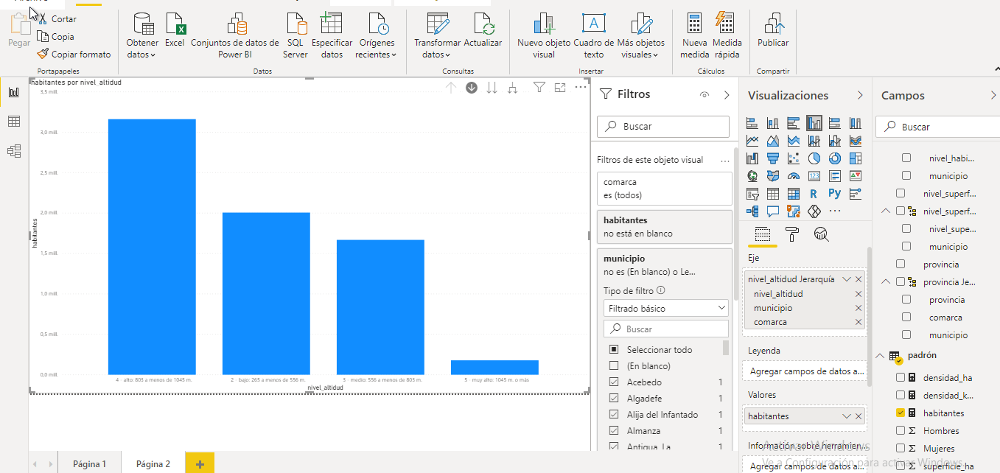 Cortar
Copia
Copiar formato
Pegar
Portapapeles
Obtener
datos
Excel
Conjuntos de datos de
Power BI
SQL
Server
Especificar
datos
Orígenes
recientes
Datos
Transformar
datos
Actualizar
Consultas
Nuevo objeto
visual
Cuadro de
texto
Más objetos
visuales
Insertar
Nueva
medida
Medida
rápida
Cálculos
Publicar
Compartir
habitantes por nivel_altidud
3,5 mill.
3,0 mill.
2,5 mill.
2,0 mill.
1,5 mill.
1,0 mill.
0,5 mill.
0,0 mill.
habitantes
4 - alto: 803 a menos de 1045 m.
2 - bajo: 265 a menos de 556 m.
3 - medio: 556 a menos de 803 m.
5 - muy alto: 1045 m. o más
nivel_altidud
Filtros
Buscar
Filtros de este objeto visual ...
comarca
es (todos)
habitantes
no está en blanco
municipio
no es (En blanco) o Le...
Tipo de filtro
Filtrado básico
Buscar
Seleccionar todo
(En blanco)
Acebedo 1
Algadefe 1
Alija del Infantado 1
Almanza 1
Antigua, La 1
Visualizaciones
123
R
Py
Eje
nivel_altidud Jerarquía
nivel_altidud
municipio
comarca
Leyenda
Agregar campos de datos a...
Valores
habitantes
Información sobre herramien...
Agregar campos de datos a...
Campos
Buscar
nivel_habi...
municipio
nivel_superf...
nivel_superf...
nivel_supe...
municipio
provincia
provincia Je...
provincia
comarca
municipio
padrón
densidad_ha
densidad_k...
habitantes
Hombres
Mujeres
superficie_ha
Activar Windows
Ve a Configuración para activar Windows.
Página 1
Página 2